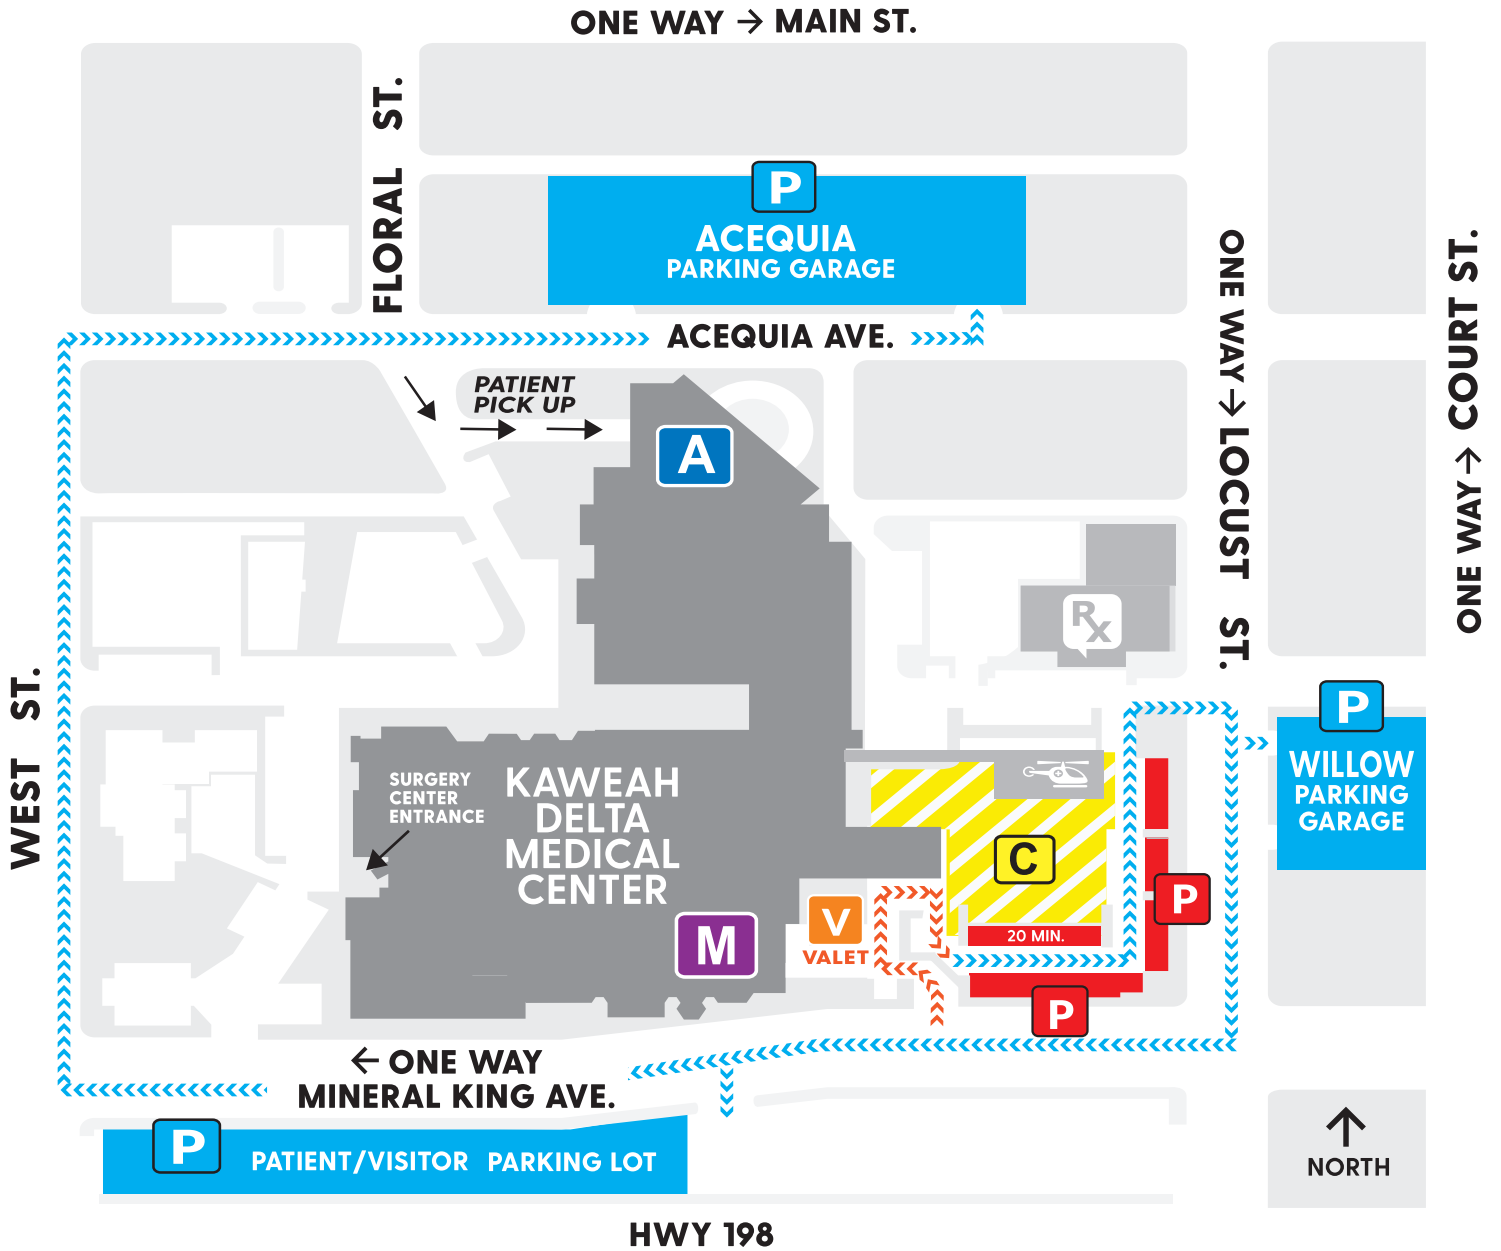 ONE WAY → MAIN ST.
FLORAL ST.
P
ACEQUIA
PARKING GARAGE
ONE WAY → LOCUST ST.
ONE WAY → COURT ST.
ACEQUIA AVE.
PATIENT
PICK UP
A
Rx
WEST ST.
P
WILLOW
PARKING
GARAGE
SURGERY
CENTER
ENTRANCE
KAWEAH
DELTA
MEDICAL
CENTER
C
P
V
VALET
M
20 MIN.
P
← ONE WAY
MINERAL KING AVE.
P
PATIENT/VISITOR PARKING LOT
NORTH
HWY 198